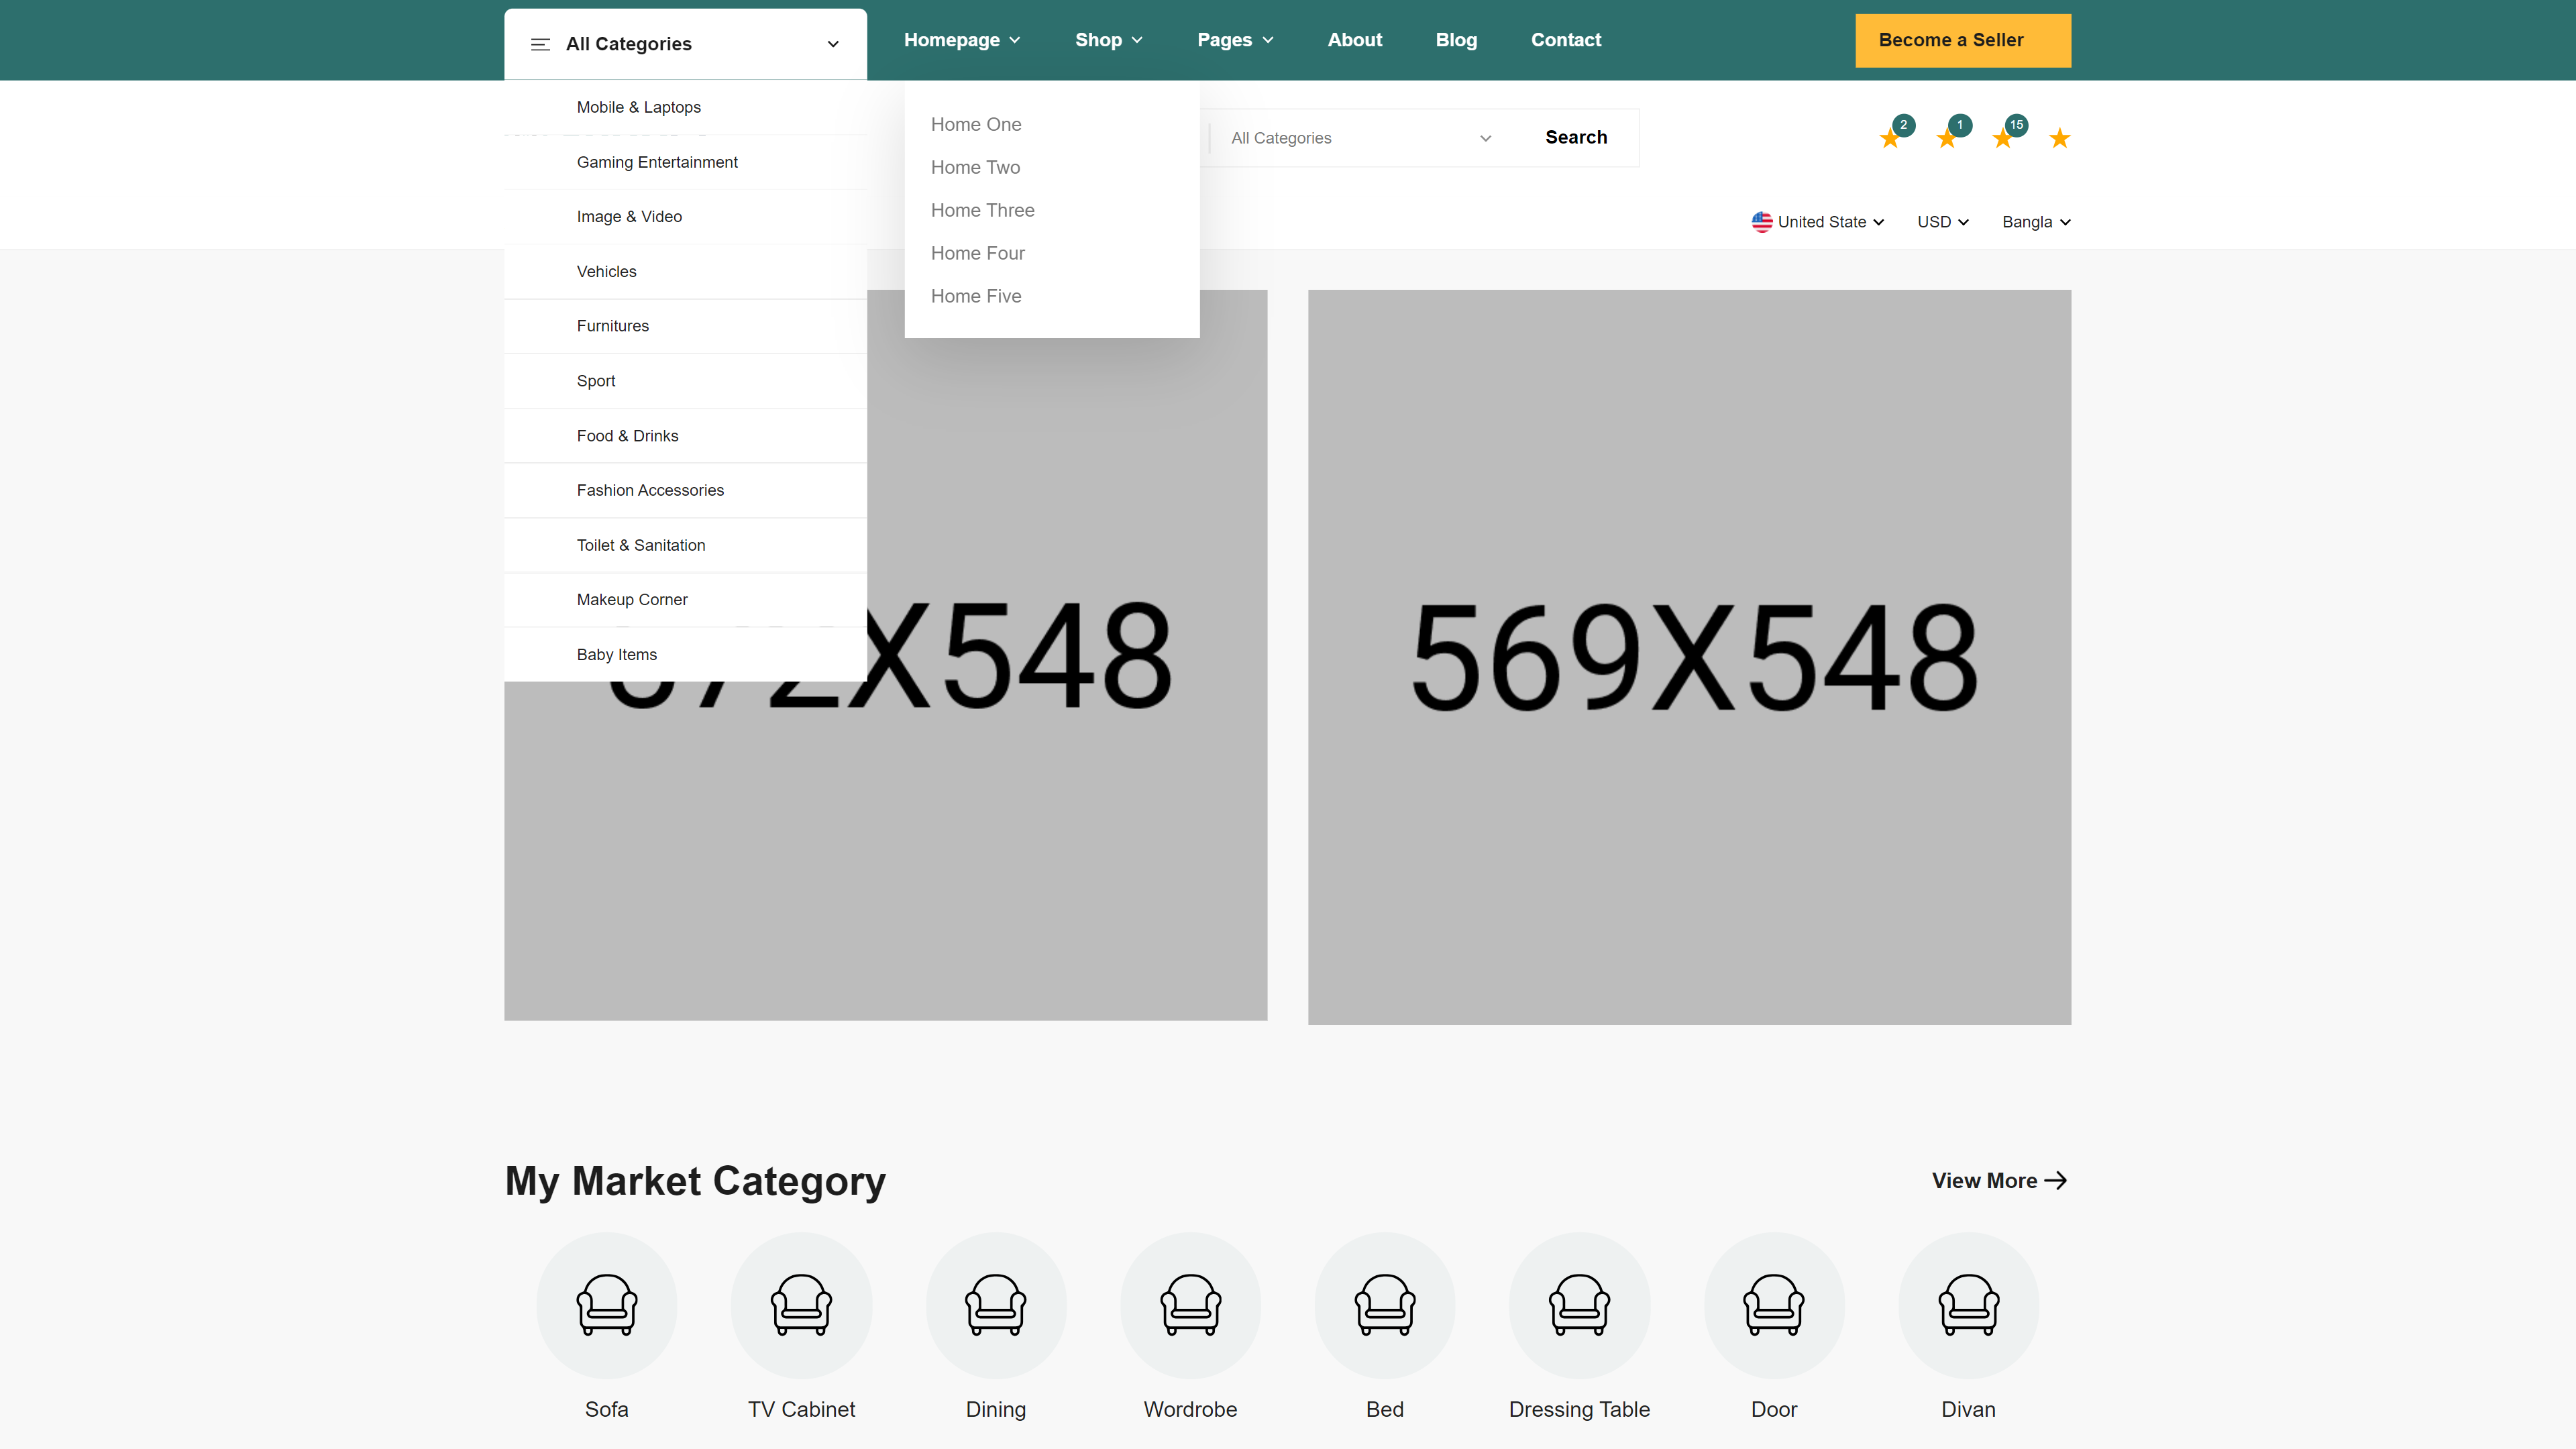 All Categories
Homepage Shop Pages About Blog Contact
Become a Seller
Mobile & Laptops
Gaming Entertainment
Image & Video
Vehicles
Furnitures
Sport
Food & Drinks
Fashion Accessories
Toilet & Sanitation
Makeup Corner
Baby Items
Home One
Home Two
Home Three
Home Four
Home Five
All Categories
Search
2
1
15
United State USD Bangla
X548
569X548
My Market Category
View More
Sofa
TV Cabinet
Dining
Wordrobe
Bed
Dressing Table
Door
Divan